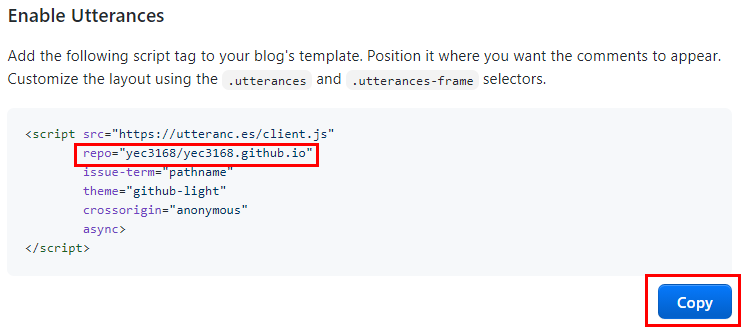 Enable Utterances
Add the following script tag to your blog's template. Position it where you want the comments to appear.
Customize the layout using the .utterances and .utterances-frame selectors.
<script src="https://utteranc.es/client.js"
repo="yec3168/yec3168.github.io"
issue-term="pathname"
theme="github-light"
crossorigin="anonymous"
async>
</script>
Copy